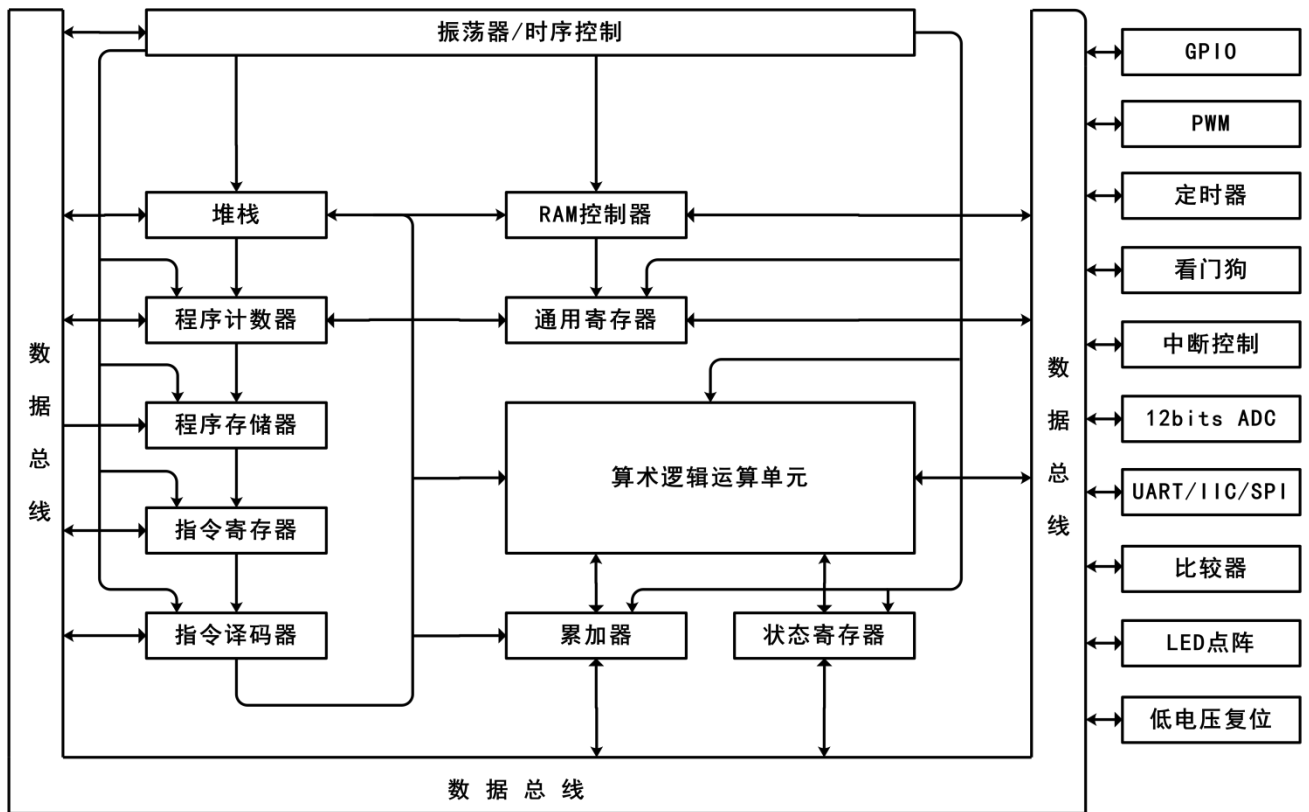 振荡器/时序控制
GPIO
PWM
堆栈
RAM控制器
定时器
看门狗
程序计数器
通用寄存器
中断控制
数据总线
数据总线
程序存储器
12bits ADC
算术逻辑运算单元
UART/IIC/SPI
指令寄存器
比较器
指令译码器
累加器
状态寄存器
LED点阵
低电压复位
数据总线